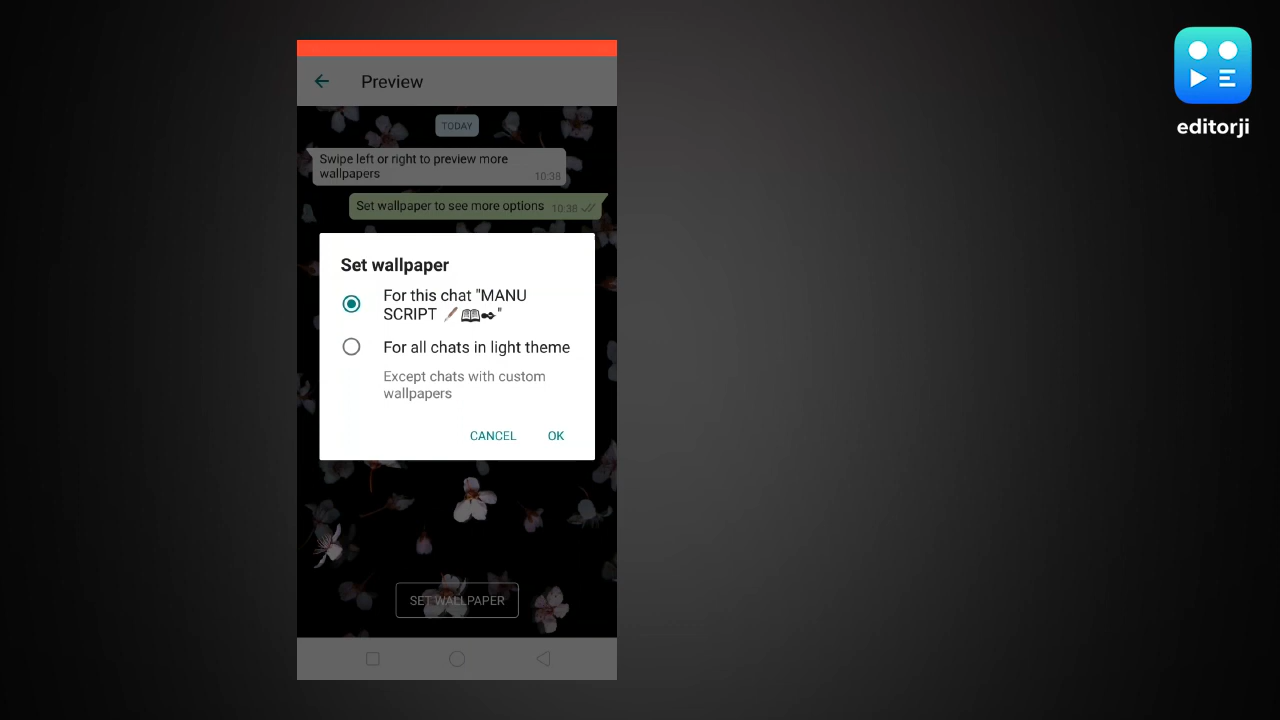 editorji
Preview
TODAY
Swipe left or right to preview more
wallpapers
10:38
Set wallpaper to see more options 10:38
Set wallpaper
For this chat "MANU
SCRIPT 🖌️📖✒️"
For all chats in light theme
Except chats with custom
wallpapers
CANCEL OK
SET WALLPAPER